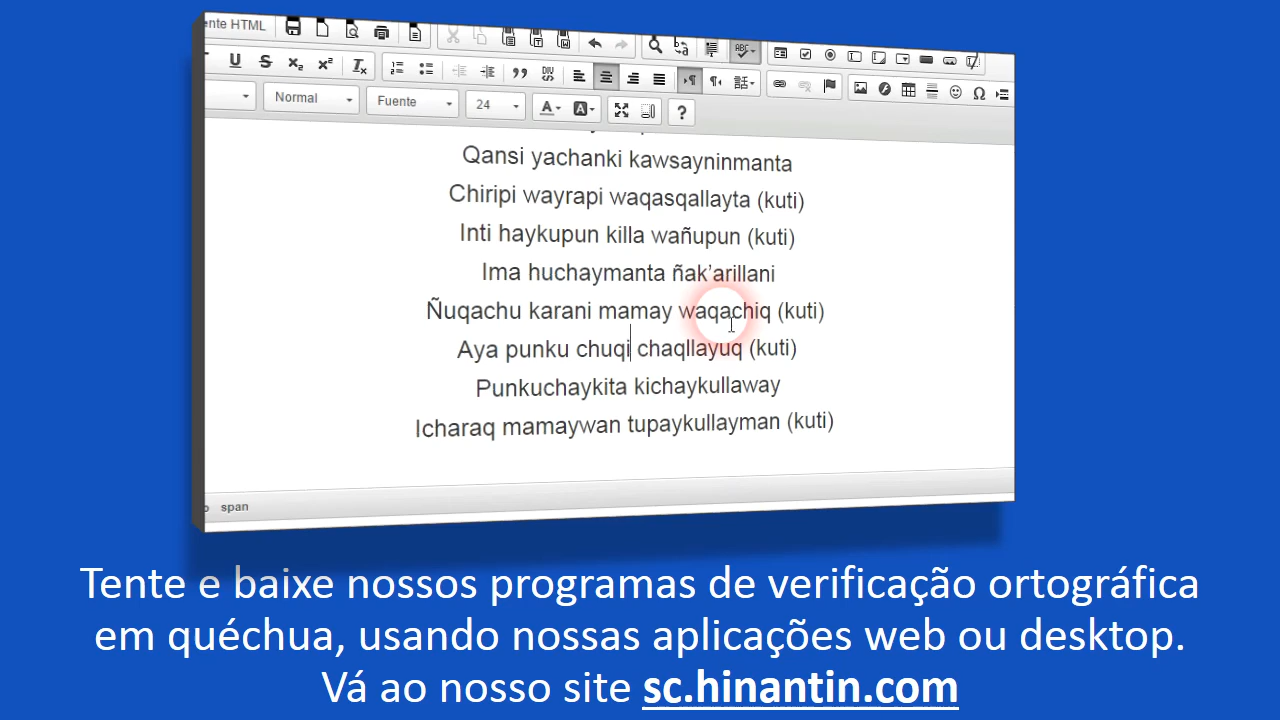 ente HTML
Normal Fuente 24
Qansi yachanki kawsayninmanta
Chiripi wayrapi waqasqallayta (kuti)
Inti haykupun killa wañupun (kuti)
Ima huchaymanta ñak’arillani
Ñuqachu karani mamay waqachiq (kuti)
Aya punku chuqi chaqllayuq (kuti)
Punkuchaykita kichaykullaway
Icharaq mamaywan tupaykullayman (kuti)
span
Tente e baixe nossos programas de verificação ortográfica
em quéchua, usando nossas aplicações web ou desktop.
Vá ao nosso site sc.hinantin.com